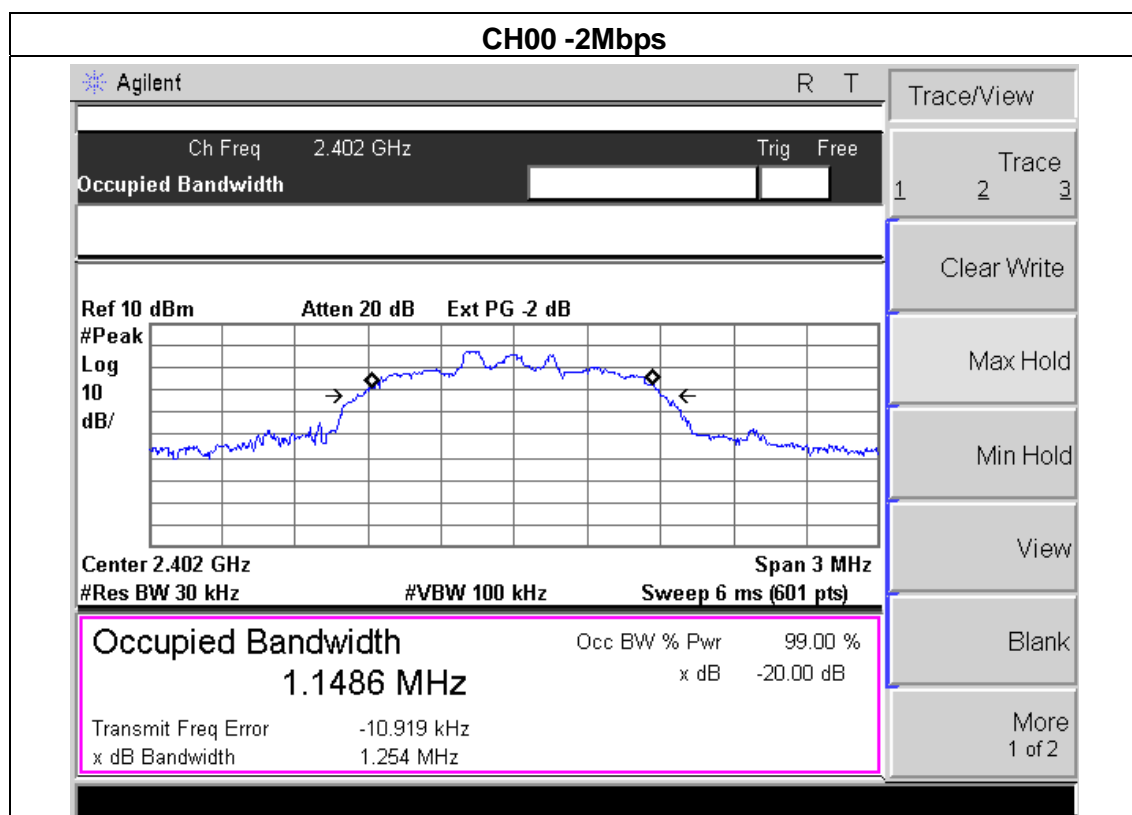 CH00 -2Mbps
Agilent R T
Trace/View
Ch Freq 2.402 GHz Trig Free
Occupied Bandwidth
Trace
1 2 3
Clear Write
Max Hold
Min Hold
View
Blank
More
1 of 2
Ref 10 dBm Atten 20 dB Ext PG -2 dB
#Peak
Log
10
dB/
Center 2.402 GHz Span 3 MHz
#Res BW 30 kHz #VBW 100 kHz Sweep 6 ms (601 pts)
Occupied Bandwidth Occ BW % Pwr 99.00 %
1.1486 MHz x dB -20.00 dB
Transmit Freq Error -10.919 kHz
x dB Bandwidth 1.254 MHz